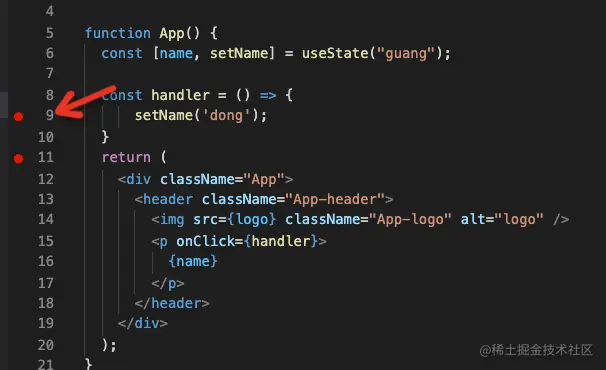 4
5 function App() {
6 const [name, setName] = useState("guang");
7
8 const handler = () => {
9 setName('dong');
10 }
11 return (
12 <div className="App">
13 <header className="App-header">
14 <img src={logo} className="App-logo" alt="logo" />
15 <p onClick={handler}>
16 {name}
17 </p>
18 </header>
19 </div>
20 );
21 }
@稀土掘金技术社区